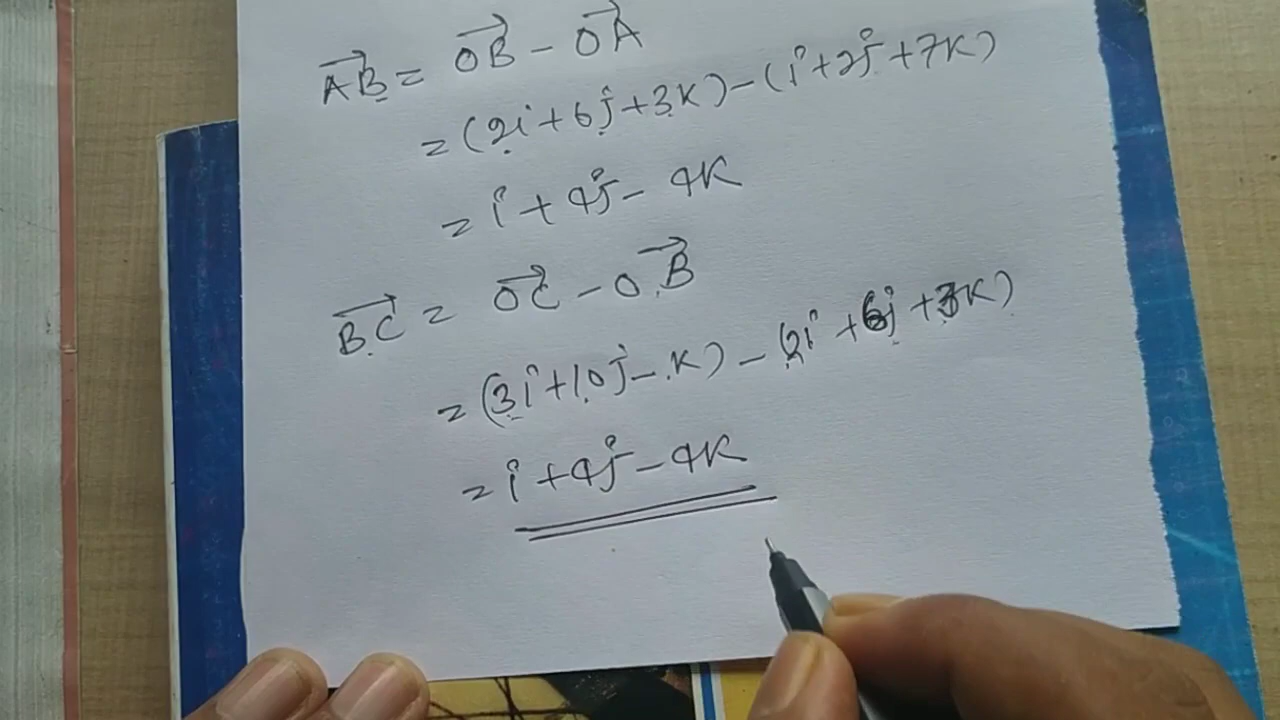 AB = OB - OA
= (2i + 6j + 3k) - (i + 2j + 7k)
= i + 4j - 4k
BC = OC - OB
= (3i + 10j - k) - (2i + 6j + 3k)
= i + 4j - 4k